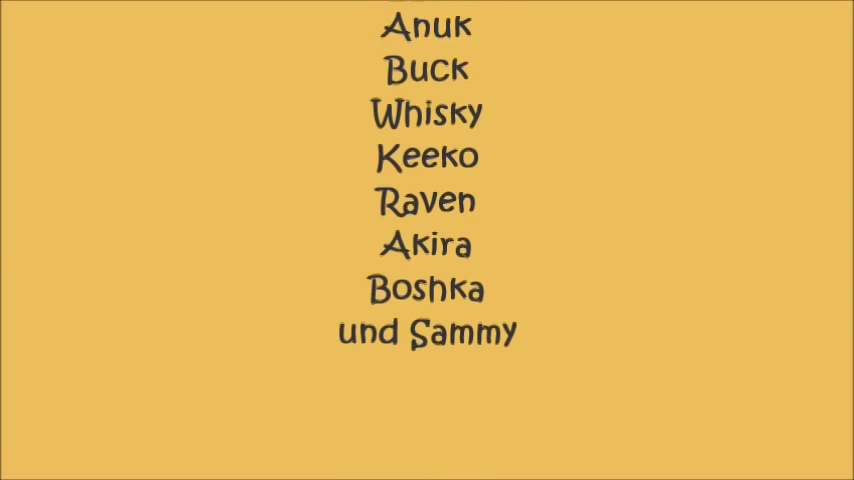 Anuk
Buck
Whisky
Keeko
Raven
Akira
Boshka
und Sammy